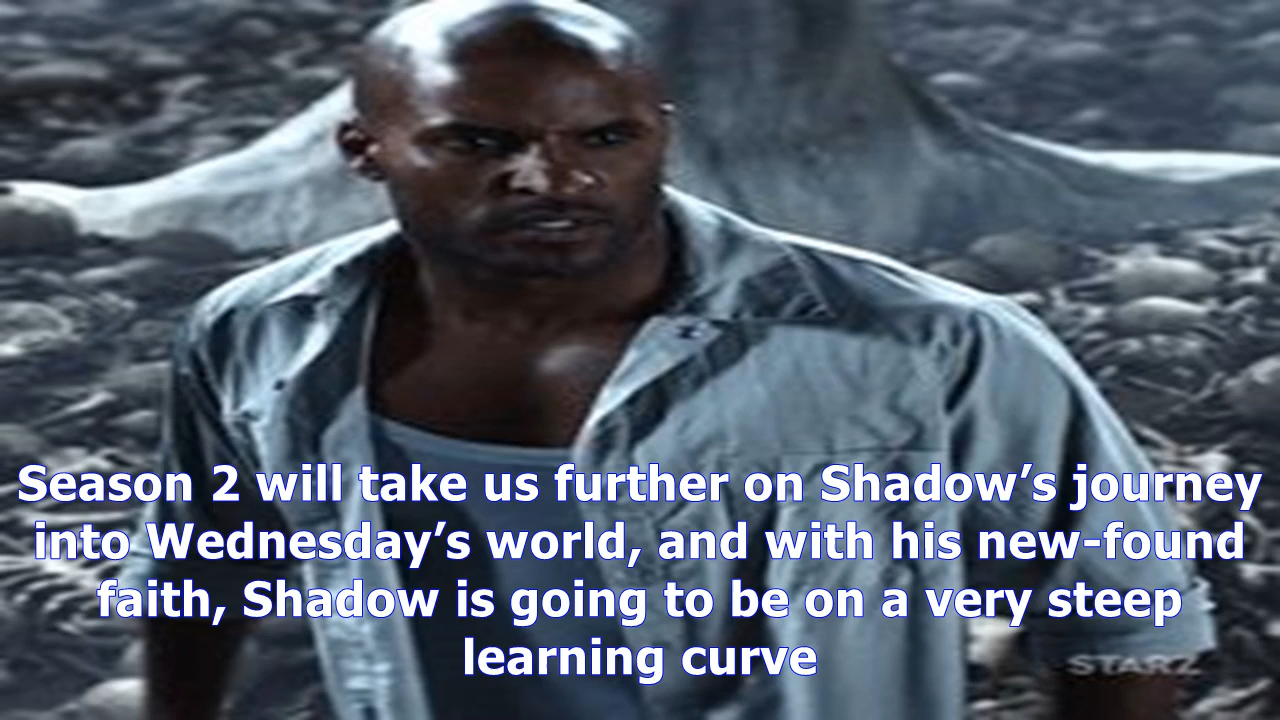 Season 2 will take us further on Shadow’s journey
into Wednesday’s world, and with his new-found
faith, Shadow is going to be on a very steep
learning curve
STARZ